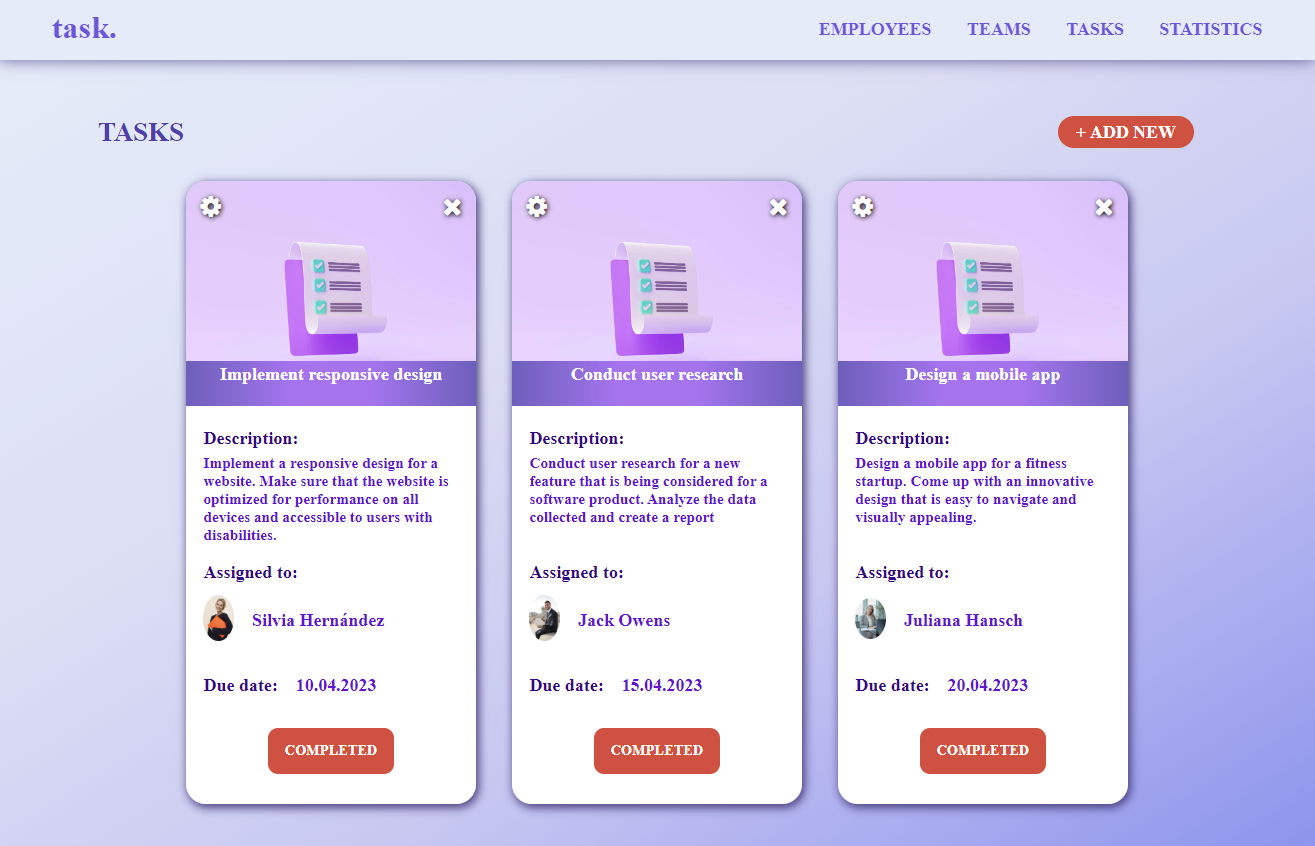 task.
EMPLOYEES TEAMS TASKS STATISTICS
TASKS
+ ADD NEW
Implement responsive design
Description:
Implement a responsive design for a
website. Make sure that the website is
optimized for performance on all
devices and accessible to users with
disabilities.
Assigned to:
Silvia Hernández
Due date: 10.04.2023
COMPLETED
Conduct user research
Description:
Conduct user research for a new
feature that is being considered for a
software product. Analyze the data
collected and create a report
Assigned to:
Jack Owens
Due date: 15.04.2023
COMPLETED
Design a mobile app
Description:
Design a mobile app for a fitness
startup. Come up with an innovative
design that is easy to navigate and
visually appealing.
Assigned to:
Juliana Hansch
Due date: 20.04.2023
COMPLETED